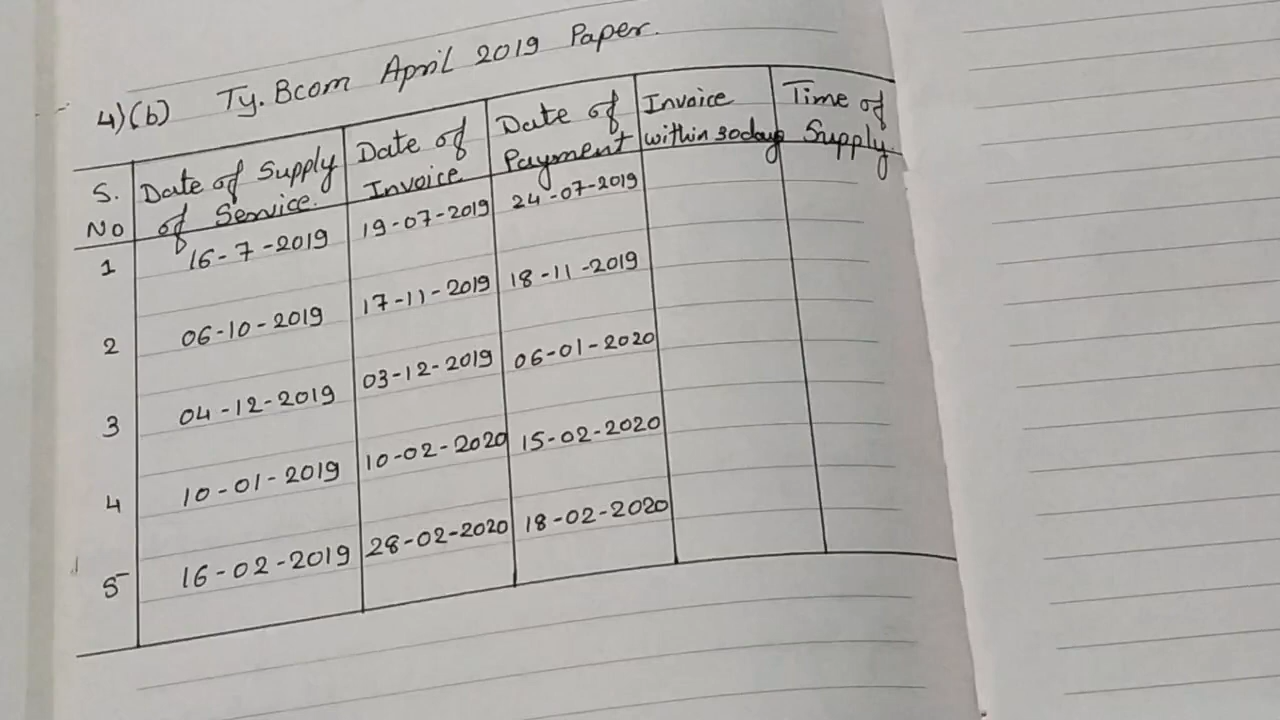 4)(b) Ty.Bcom April 2019 Paper.
S. No | Date of Supply of Service. | Date of Invoice | Date of Payment | Invoice within 30days | Time of Supply.
1 | 16-7-2019 | 19-07-2019 | 24-07-2019
2 | 06-10-2019 | 17-11-2019 | 18-11-2019
3 | 04-12-2019 | 03-12-2019 | 06-01-2020
4 | 10-01-2019 | 10-02-2020 | 15-02-2020
5 | 16-02-2019 | 28-02-2020 | 18-02-2020